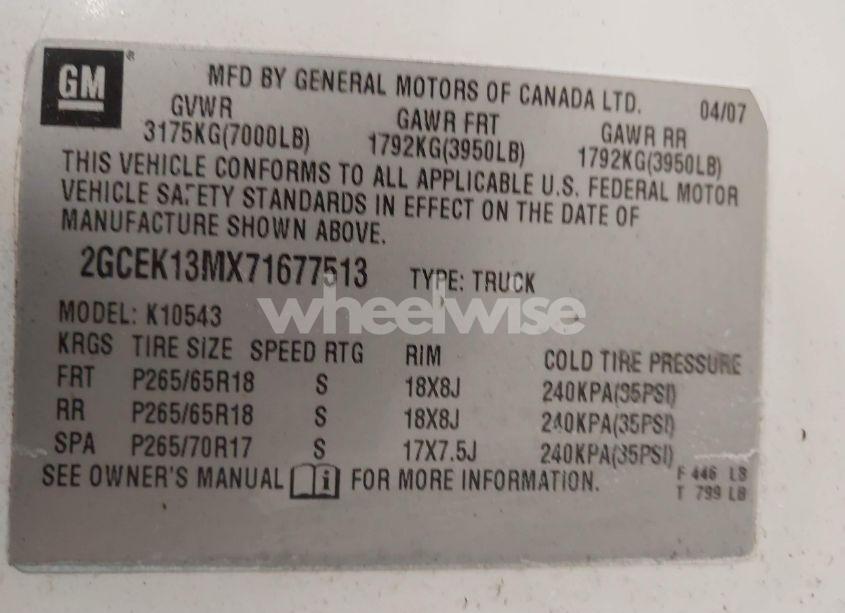 GM®
MFD BY GENERAL MOTORS OF CANADA LTD. 04/07
GVWR GAWR FRT GAWR RR
3175KG(7000LB) 1792KG(3950LB) 1792KG(3950LB)
THIS VEHICLE CONFORMS TO ALL APPLICABLE U.S. FEDERAL MOTOR
VEHICLE SAFETY STANDARDS IN EFFECT ON THE DATE OF
MANUFACTURE SHOWN ABOVE.
2GCEK13MX71677513 TYPE: TRUCK
wheelwise
MODEL: K10543
KRGS TIRE SIZE SPEED RTG RIM COLD TIRE PRESSURE
FRT P265/65R18 S 18X8J 240KPA(35PSI)
RR P265/65R18 S 18X8J 240KPA(35PSI)
SPA P265/70R17 S 17X7.5J 240KPA(35PSI)
SEE OWNER'S MANUAL i FOR MORE INFORMATION.
F 446 LB
T 799 LB